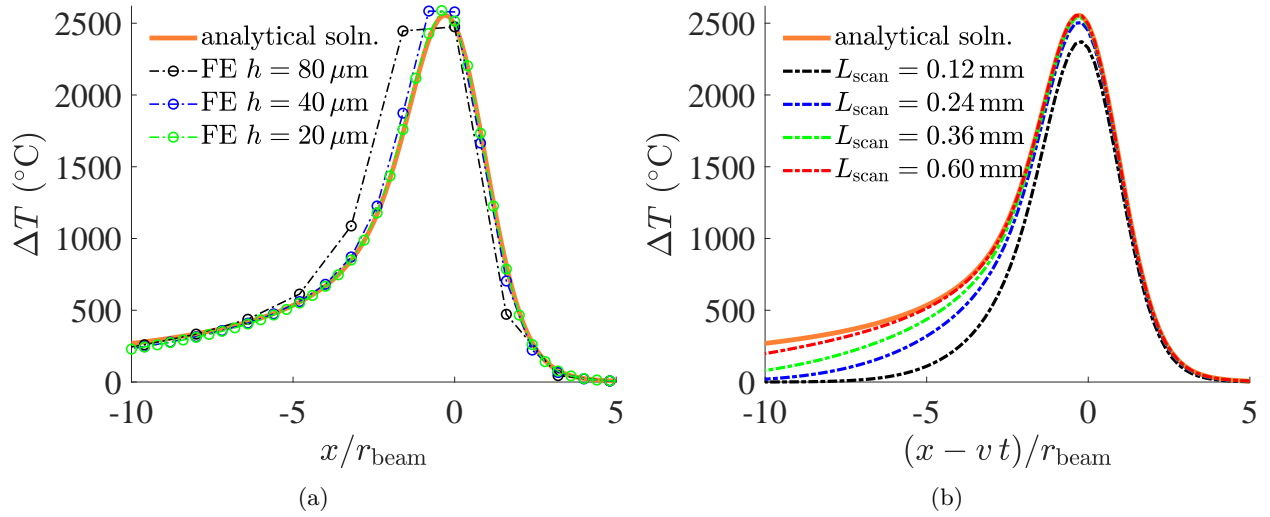 2500
2000
1500
1000
500
0
ΔT (°C)
analytical soln.
FE h = 80 μm
FE h = 40 μm
FE h = 20 μm
-10 -5 0 5
x/r_beam
(a)
2500
2000
1500
1000
500
0
ΔT (°C)
analytical soln.
L_scan = 0.12 mm
L_scan = 0.24 mm
L_scan = 0.36 mm
L_scan = 0.60 mm
-10 -5 0 5
(x − v t)/r_beam
(b)